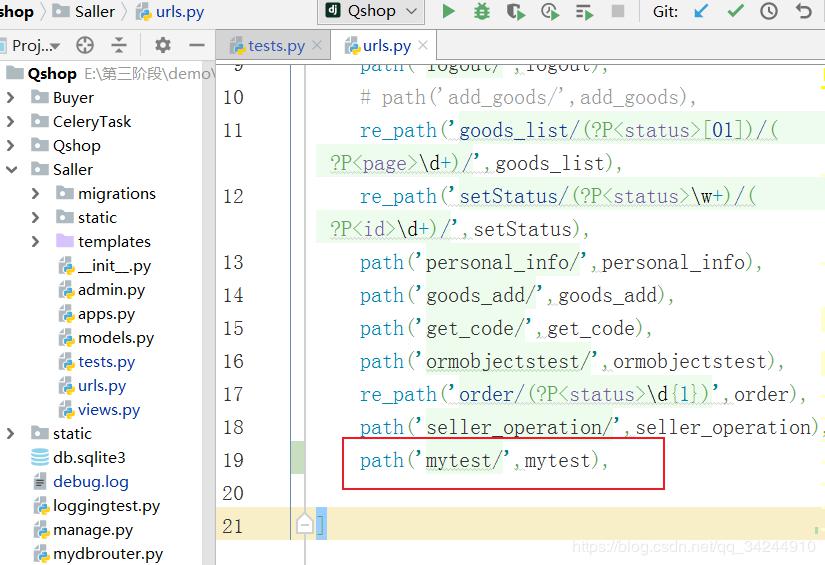 shop Saller urls.py Qshop Git:
Proj... tests.py urls.py
Qshop E:\第三阶段\demo\
Buyer
CeleryTask
Qshop
Saller
migrations
static
templates
__init__.py
admin.py
apps.py
models.py
tests.py
urls.py
views.py
static
db.sqlite3
debug.log
loggingtest.py
manage.py
mydbrouter.py
9 path('logout/',logout),
10 # path('add_goods/',add_goods),
11 re_path('goods_list/(?P<status>[01])/(
?P<page>\d+)/',goods_list),
12 re_path('setStatus/(?P<status>\w+)/(
?P<id>\d+)/',setStatus),
13 path('personal_info/',personal_info),
14 path('goods_add/',goods_add),
15 path('get_code/',get_code),
16 path('ormobjectstest/',ormobjectstest),
17 re_path('order/(?P<status>\d{1})',order),
18 path('seller_operation/',seller_operation),
19 path('mytest/',mytest),
20
21 ]
https://blog.csdn.net/qq_34244910